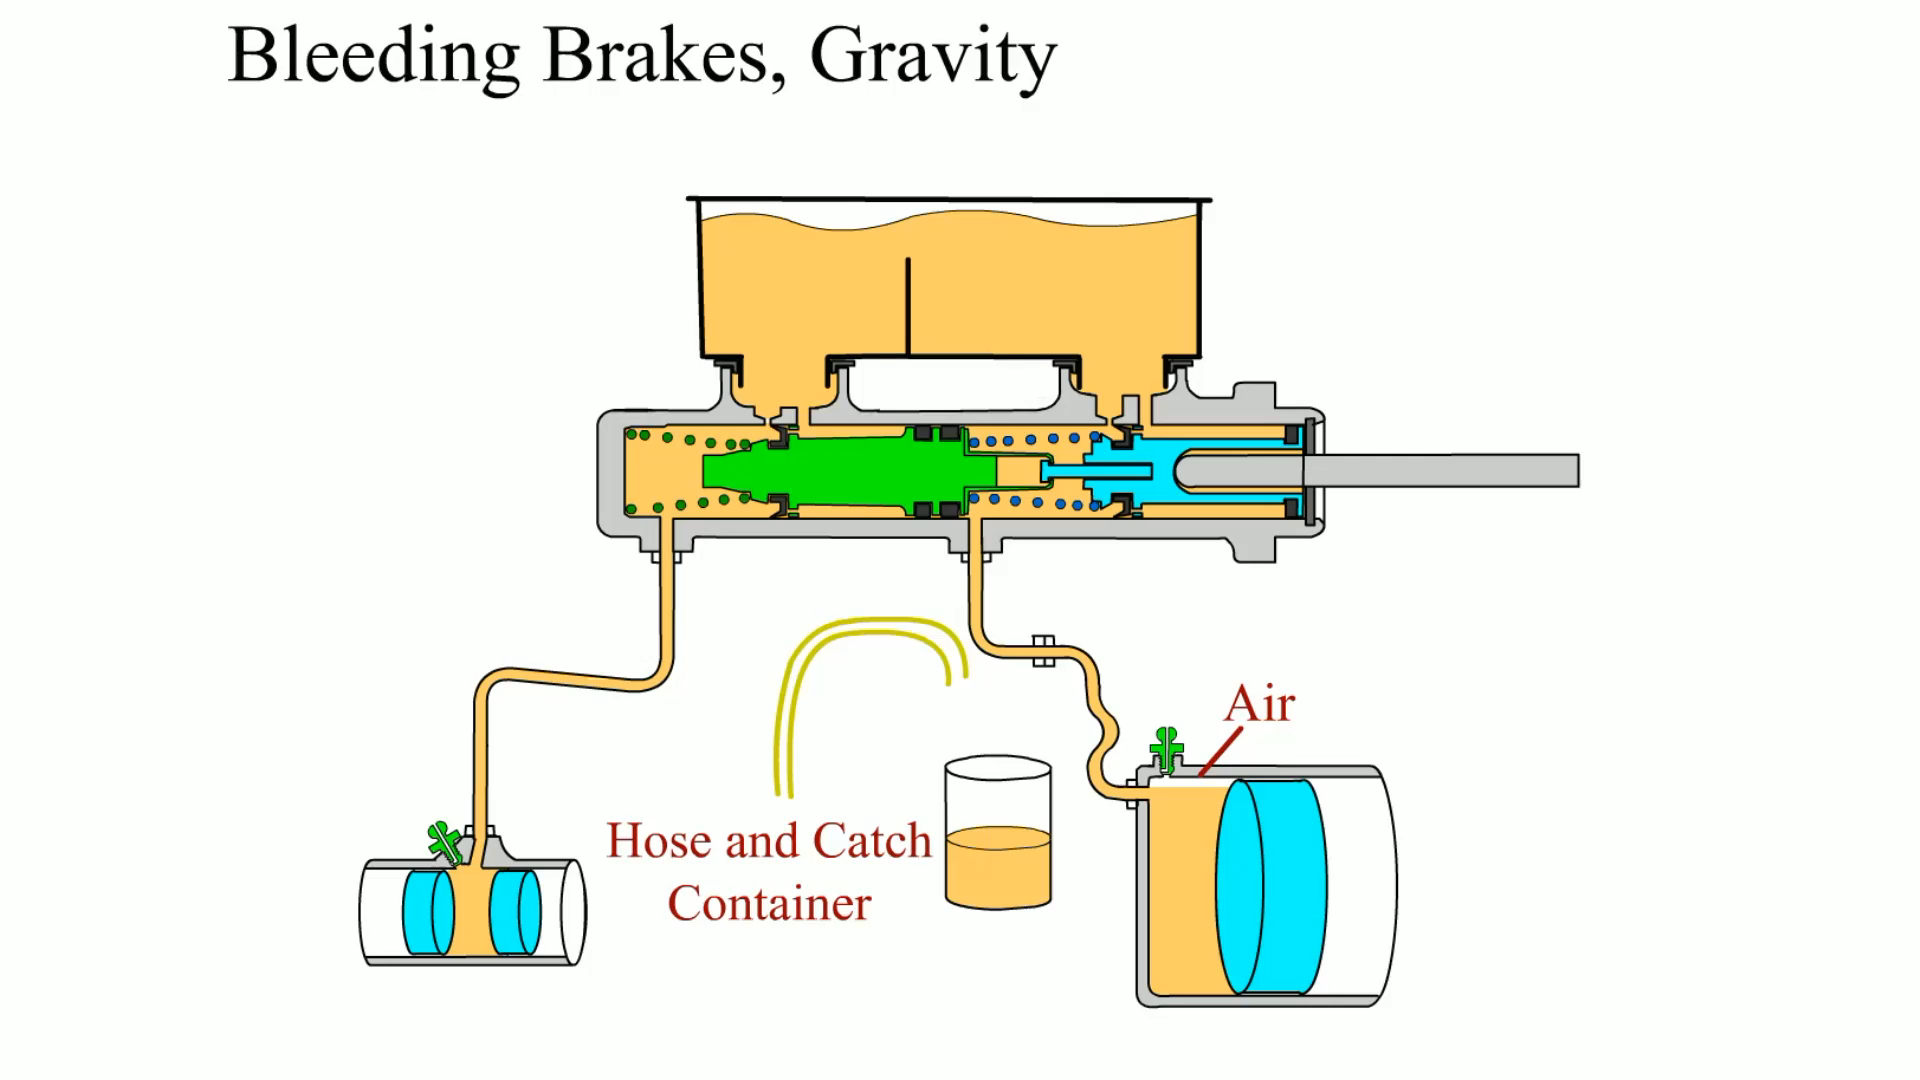 Bleeding Brakes, Gravity
Air
Hose and Catch
Container